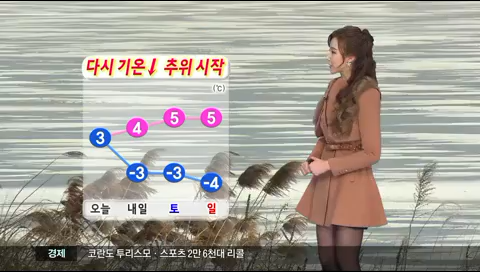 다시 기온↓ 추위 시작
(℃)
3 4 5 5
-3 -3 -4
오늘 내일 토 일
경제 코란도 투리스모·스포츠 2만 6천대 리콜